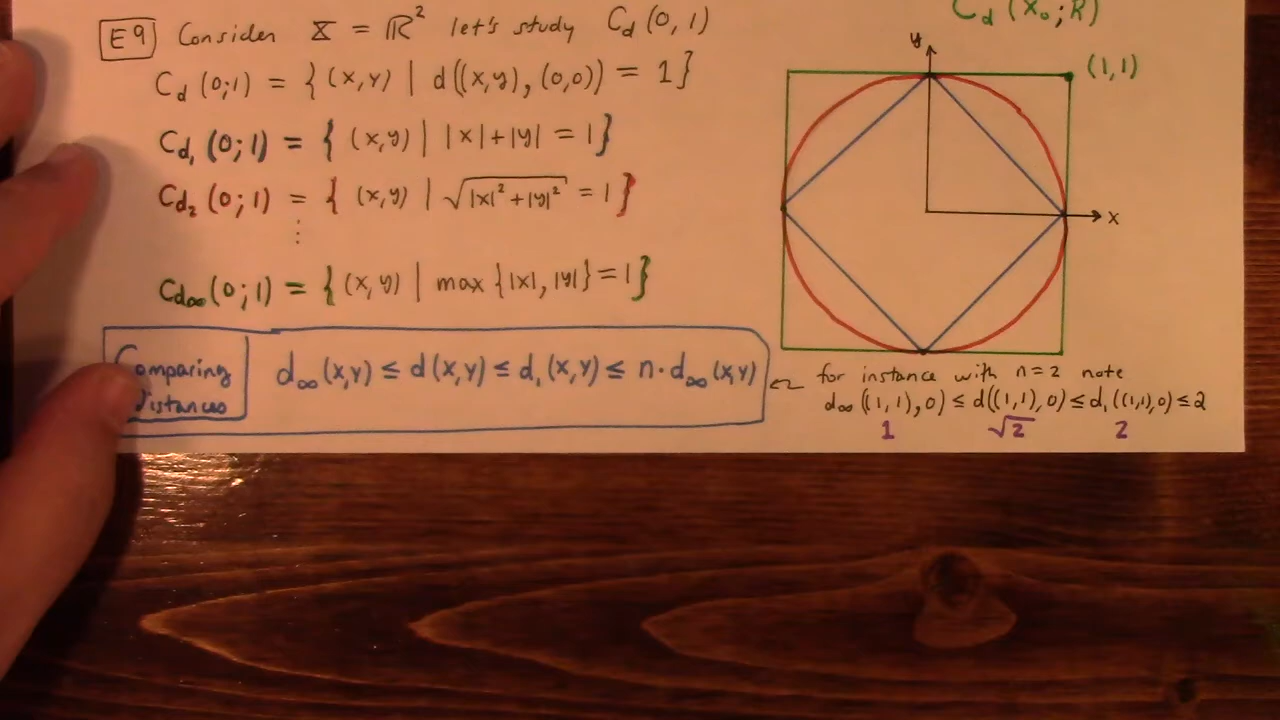 C_d (x_0; R)
E9 Consider X = ℝ² let's study C_d(0, 1)
C_d (0;1) = { (x,y) | d((x,y), (0,0)) = 1}
C_d₁ (0;1) = { (x,y) | |x|+|y| = 1}
C_d₂ (0;1) = { (x,y) | √(|x|²+|y|²) = 1}
⋮
C_d∞ (0;1) = { (x,y) | max {|x|, |y|} = 1}
y
(1,1)
x
Comparing Distances
d∞(x,y) ≤ d(x,y) ≤ d₁(x,y) ≤ n·d∞(x,y)
for instance with n=2 note
d∞((1,1),0) ≤ d((1,1),0) ≤ d₁((1,1),0) ≤ 2
1 √2 2